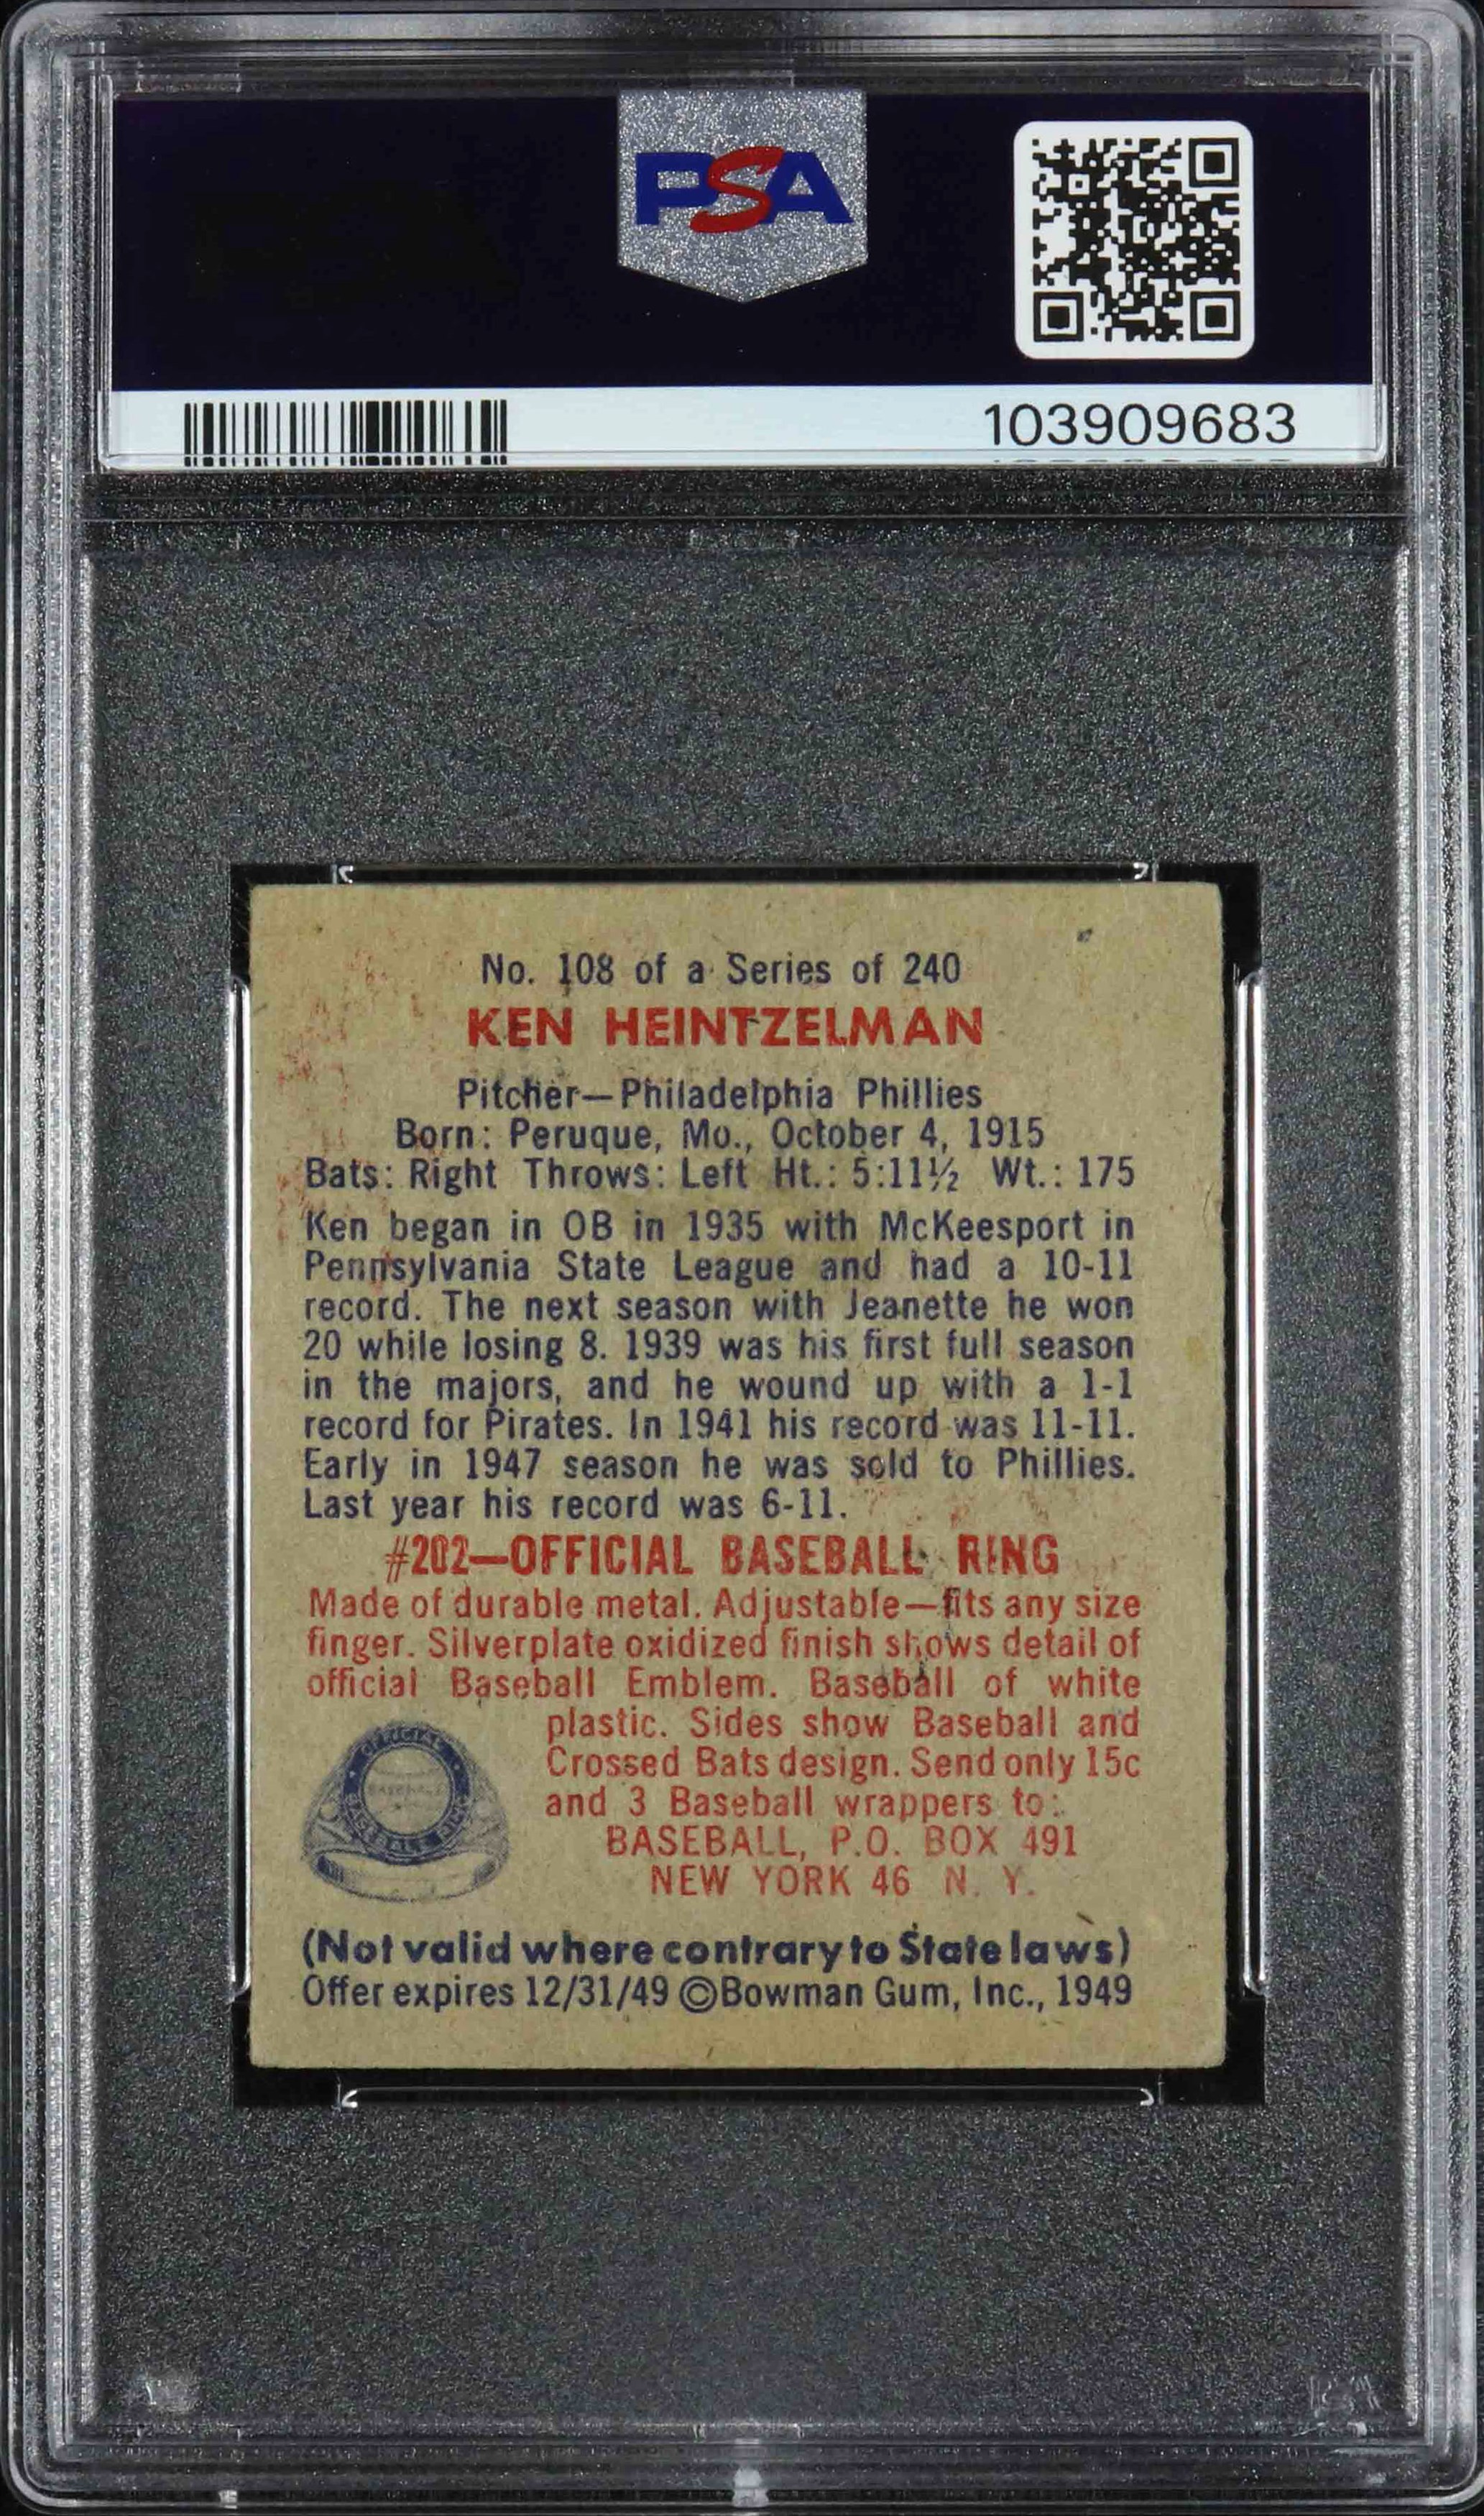 PSA
103909683
No. 108 of a Series of 240
KEN HEINTZELMAN
Pitcher—Philadelphia Phillies
Born: Peruque, Mo., October 4, 1915
Bats: Right Throws: Left Ht.: 5:11½ Wt.: 175
Ken began in OB in 1935 with McKeesport in
Pennsylvania State League and had a 10-11
record. The next season with Jeanette he won
20 while losing 8. 1939 was his first full season
in the majors, and he wound up with a 1-1
record for Pirates. In 1941 his record was 11-11.
Early in 1947 season he was sold to Phillies.
Last year his record was 6-11.
#202—OFFICIAL BASEBALL RING
Made of durable metal. Adjustable—fits any size
finger. Silverplate oxidized finish shows detail of
official Baseball Emblem. Baseball of white
plastic. Sides show Baseball and
Crossed Bats design. Send only 15c
and 3 Baseball wrappers to:
BASEBALL, P.O. BOX 491
NEW YORK 46 N. Y.
OFFICIAL
BASEBALL
BASEBALL RING
(Not valid where contrary to State laws)
Offer expires 12/31/49 ©Bowman Gum, Inc., 1949